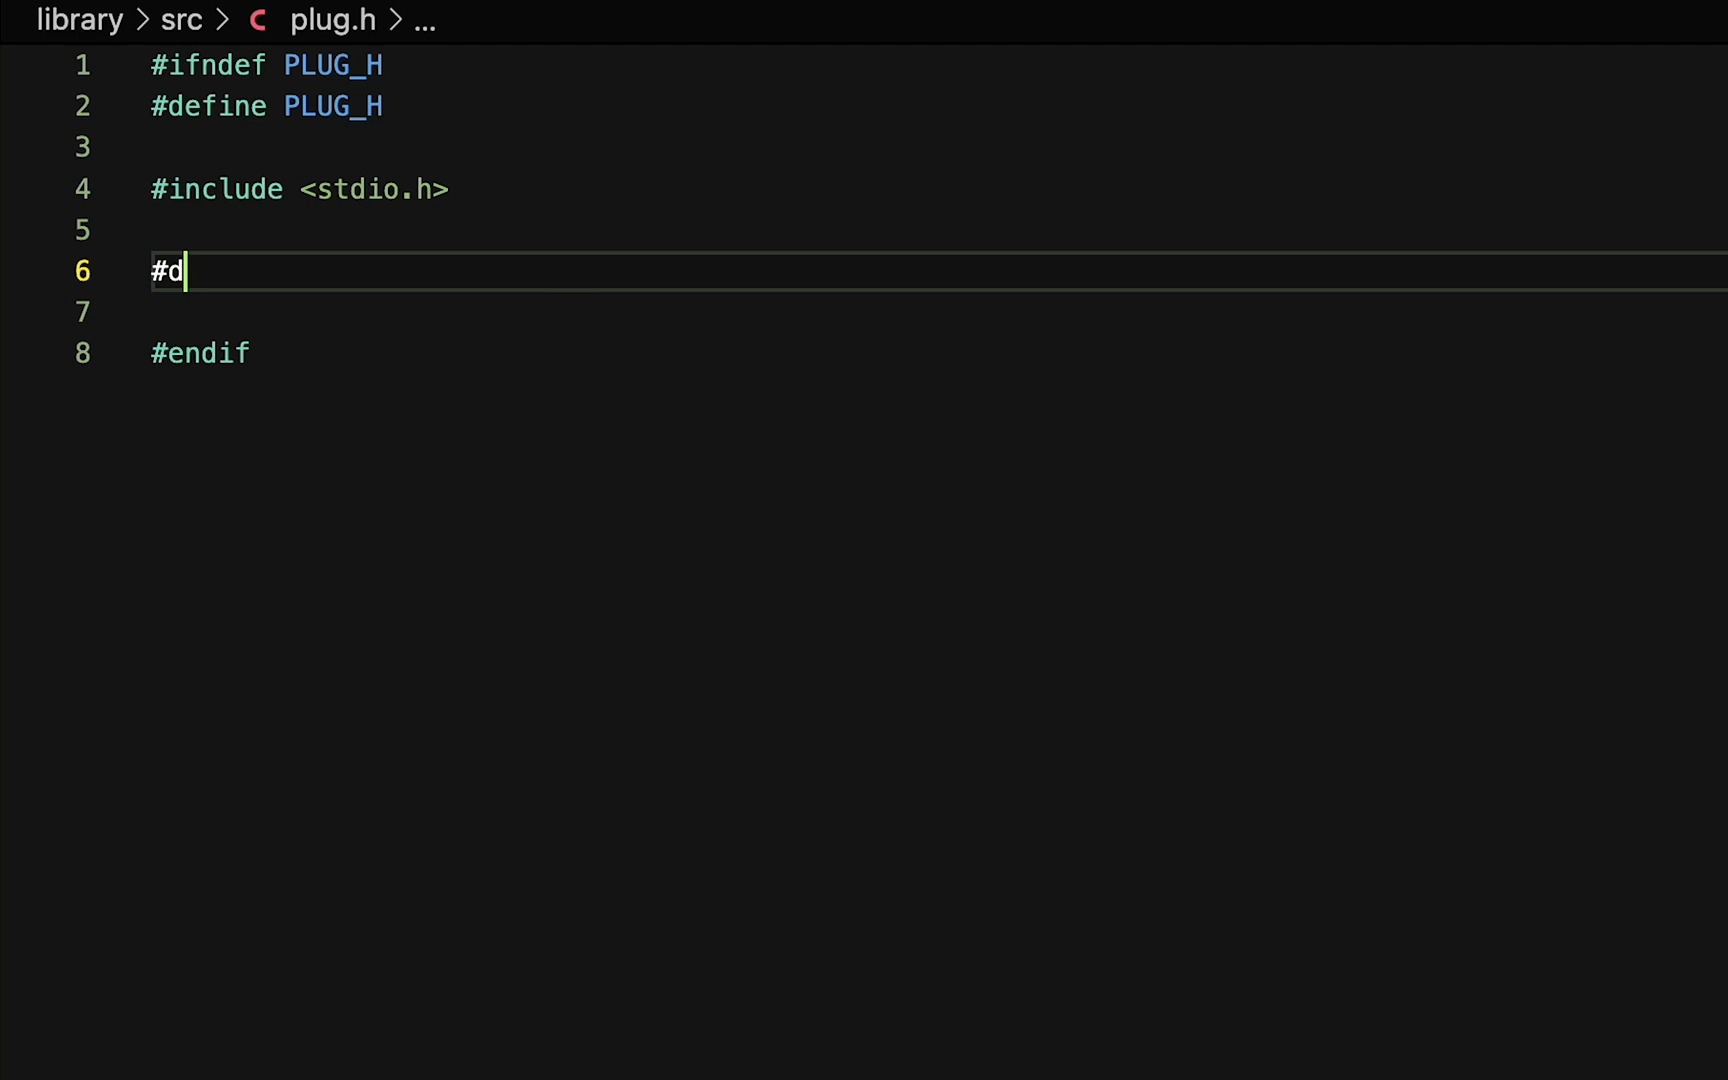 library > src > C plug.h > ...
1 #ifndef PLUG_H
2 #define PLUG_H
3
4 #include <stdio.h>
5
6 #d
7
8 #endif